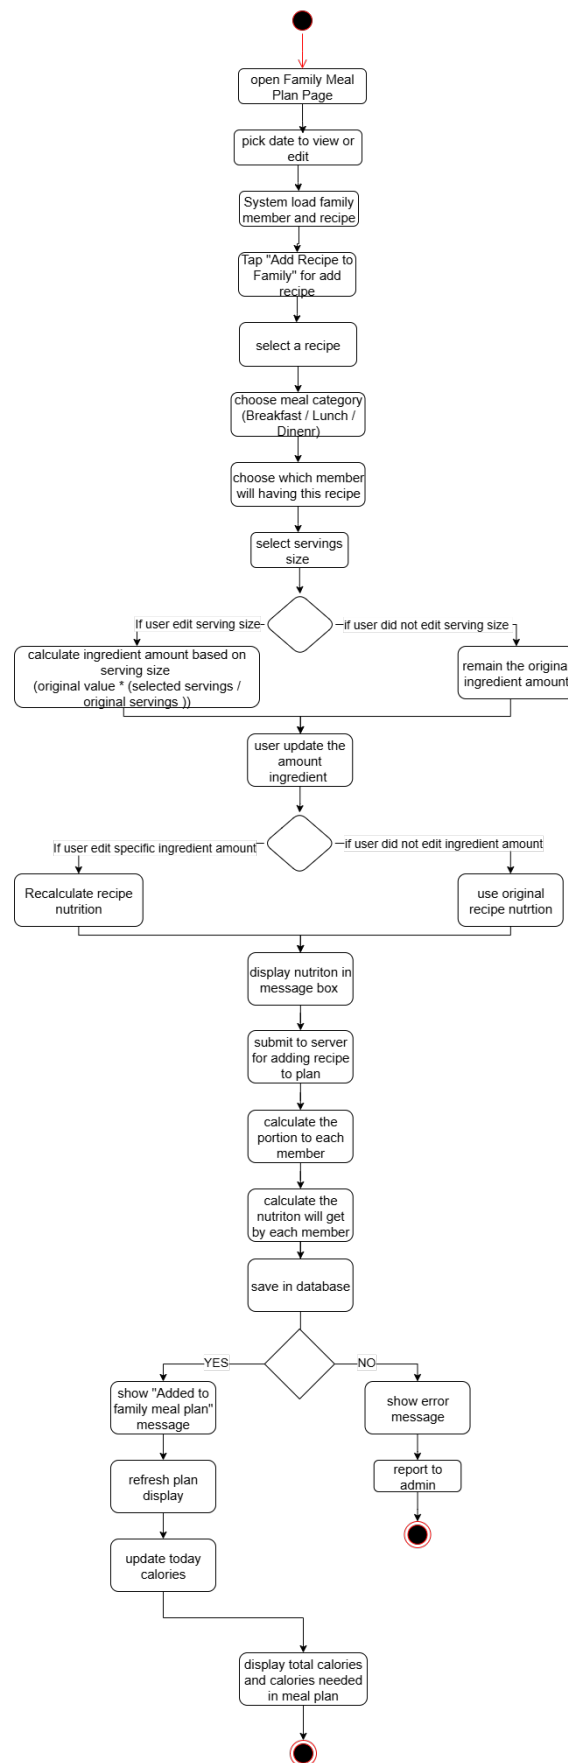 open Family Meal
Plan Page
pick date to view or
edit
System load family
member and recipe
Tap "Add Recipe to
Family" for add
recipe
select a recipe
choose meal category
(Breakfast / Lunch /
Dinenr)
choose which member
will having this recipe
select servings
size
If user edit serving size
if user did not edit serving size
calculate ingredient amount based on
serving size
(original value * (selected servings /
original servings ))
remain the original
ingredient amount
user update the
amount
ingredient
If user edit specific ingredient amount
if user did not edit ingredient amount
Recalculate recipe
nutrition
use original
recipe nutrtion
display nutriton in
message box
submit to server
for adding recipe
to plan
calculate the
portion to each
member
calculate the
nutriton will get
by each member
save in database
YES
NO
show "Added to
family meal plan"
message
show error
message
refresh plan
display
report to
admin
update today
calories
display total calories
and calories needed
in meal plan